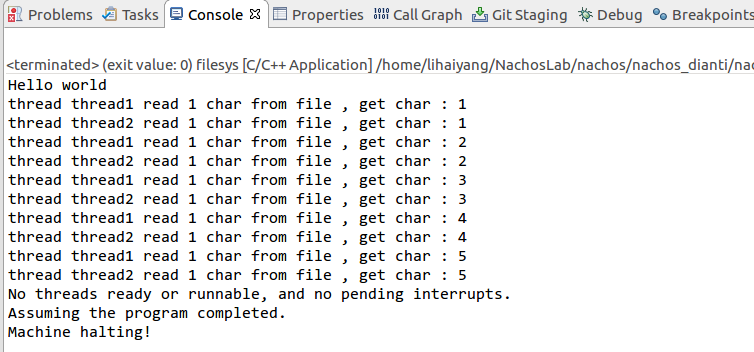 Problems Tasks Console Properties Call Graph Git Staging Debug Breakpoints
<terminated> (exit value: 0) filesys [C/C++ Application] /home/lihaiyang/NachosLab/nachos/nachos_dianti/na
Hello world
thread thread1 read 1 char from file , get char : 1
thread thread2 read 1 char from file , get char : 1
thread thread1 read 1 char from file , get char : 2
thread thread2 read 1 char from file , get char : 2
thread thread1 read 1 char from file , get char : 3
thread thread2 read 1 char from file , get char : 3
thread thread1 read 1 char from file , get char : 4
thread thread2 read 1 char from file , get char : 4
thread thread1 read 1 char from file , get char : 5
thread thread2 read 1 char from file , get char : 5
No threads ready or runnable, and no pending interrupts.
Assuming the program completed.
Machine halting!